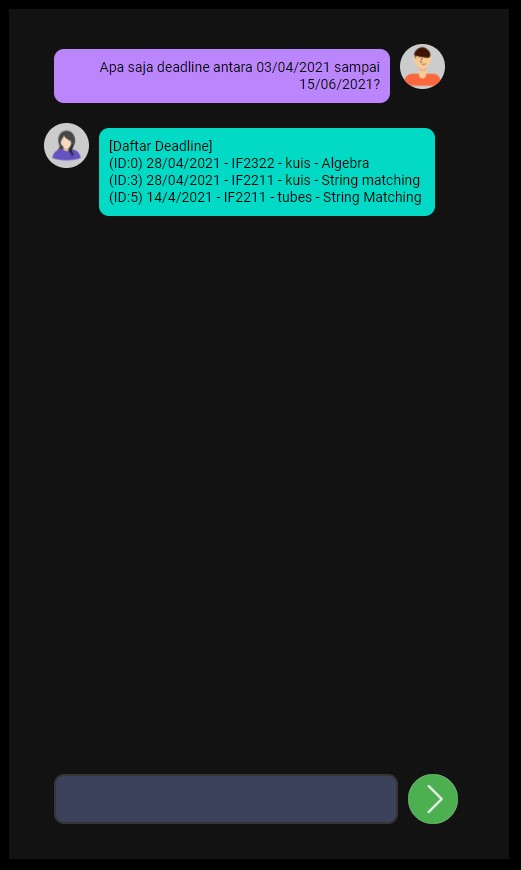 Apa saja deadline antara 03/04/2021 sampai
15/06/2021?
[Daftar Deadline]
(ID:0) 28/04/2021 - IF2322 - kuis - Algebra
(ID:3) 28/04/2021 - IF2211 - kuis - String matching
(ID:5) 14/4/2021 - IF2211 - tubes - String Matching